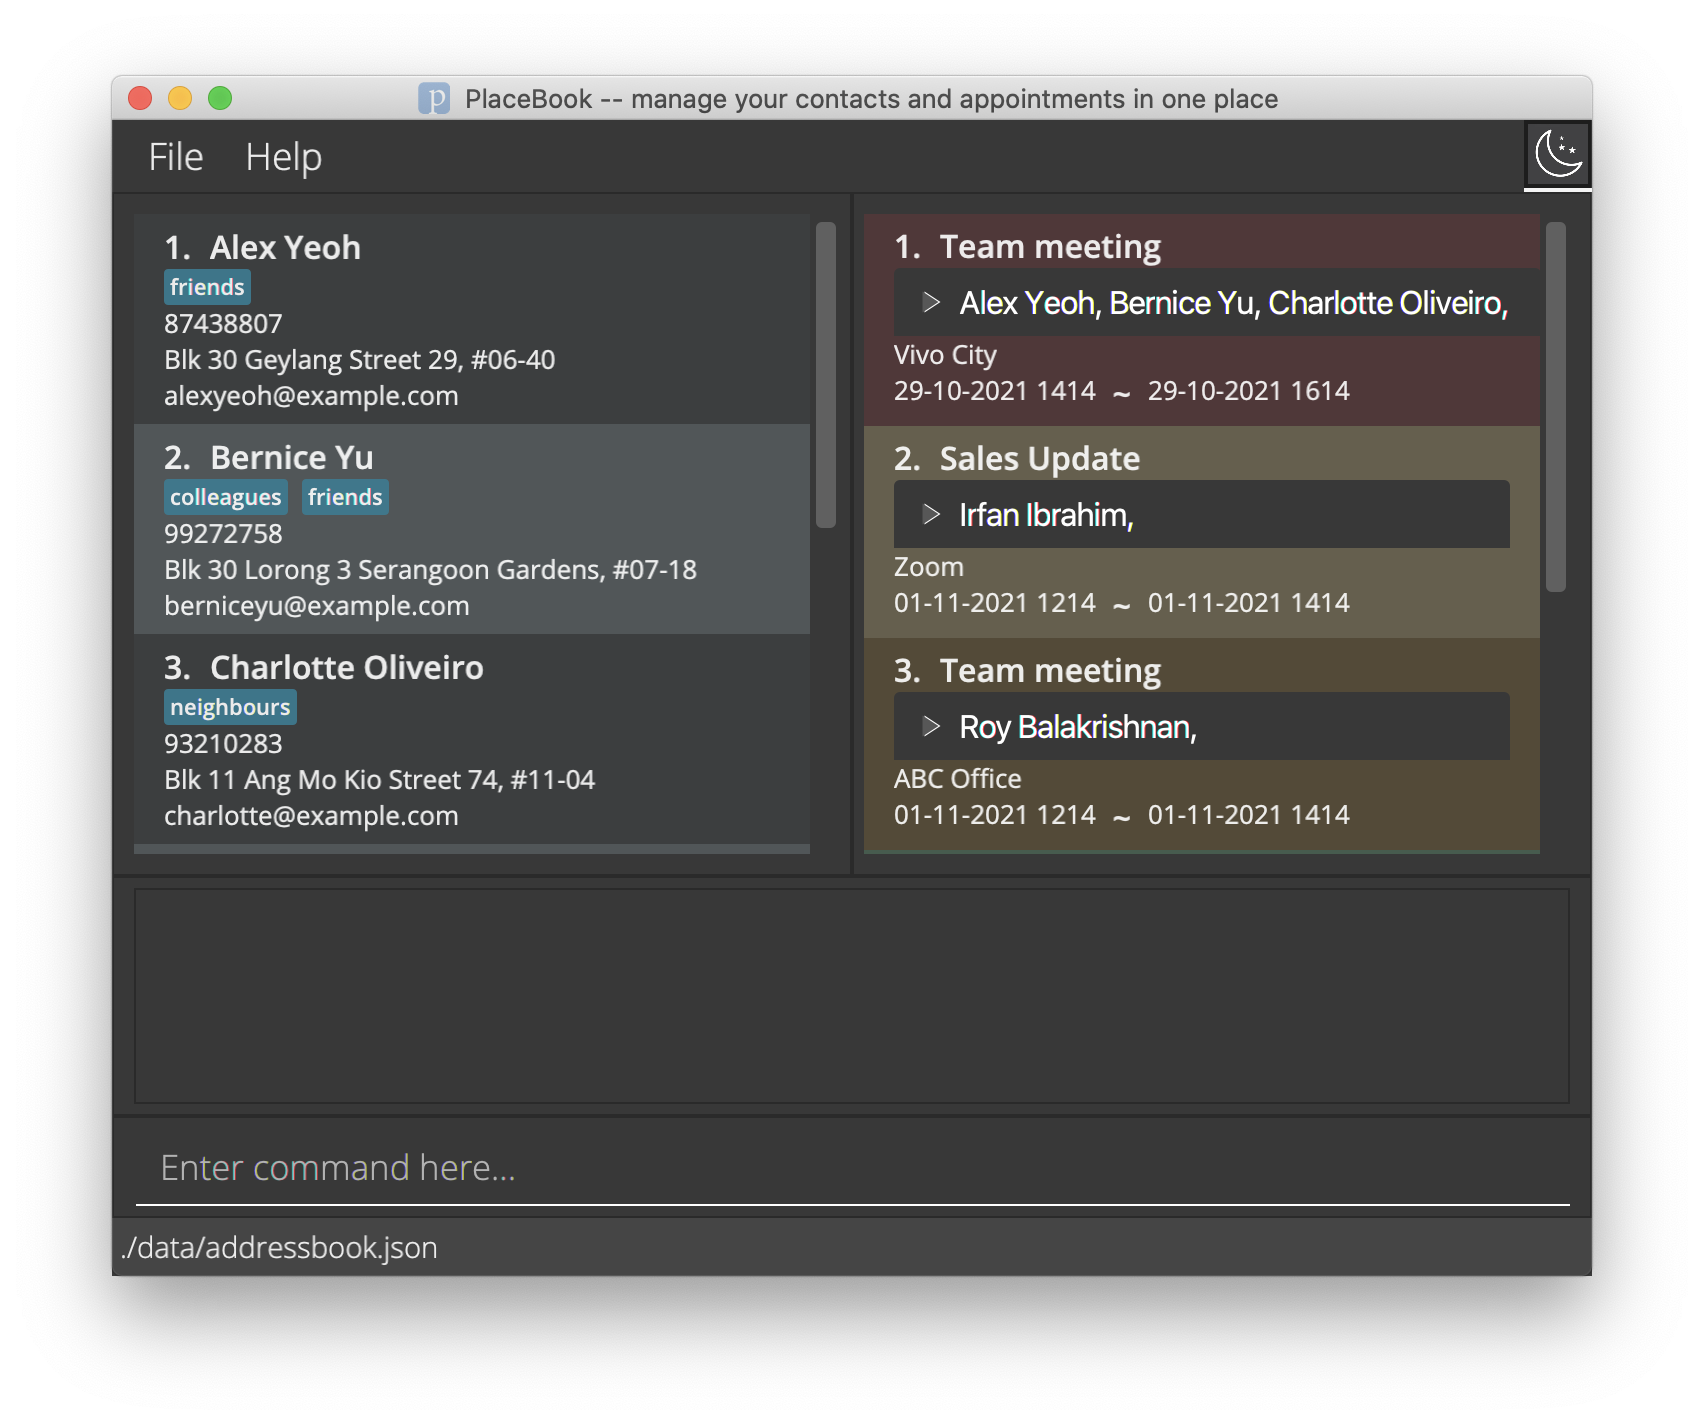 PlaceBook -- manage your contacts and appointments in one place
File Help
1. Alex Yeoh
friends
87438807
Blk 30 Geylang Street 29, #06-40
alexyeoh@example.com
2. Bernice Yu
colleagues friends
99272758
Blk 30 Lorong 3 Serangoon Gardens, #07-18
berniceyu@example.com
3. Charlotte Oliveiro
neighbours
93210283
Blk 11 Ang Mo Kio Street 74, #11-04
charlotte@example.com
1. Team meeting
Alex Yeoh, Bernice Yu, Charlotte Oliveiro,
Vivo City
29-10-2021 1414 ~ 29-10-2021 1614
2. Sales Update
Irfan Ibrahim,
Zoom
01-11-2021 1214 ~ 01-11-2021 1414
3. Team meeting
Roy Balakrishnan,
ABC Office
01-11-2021 1214 ~ 01-11-2021 1414
Enter command here...
./data/addressbook.json